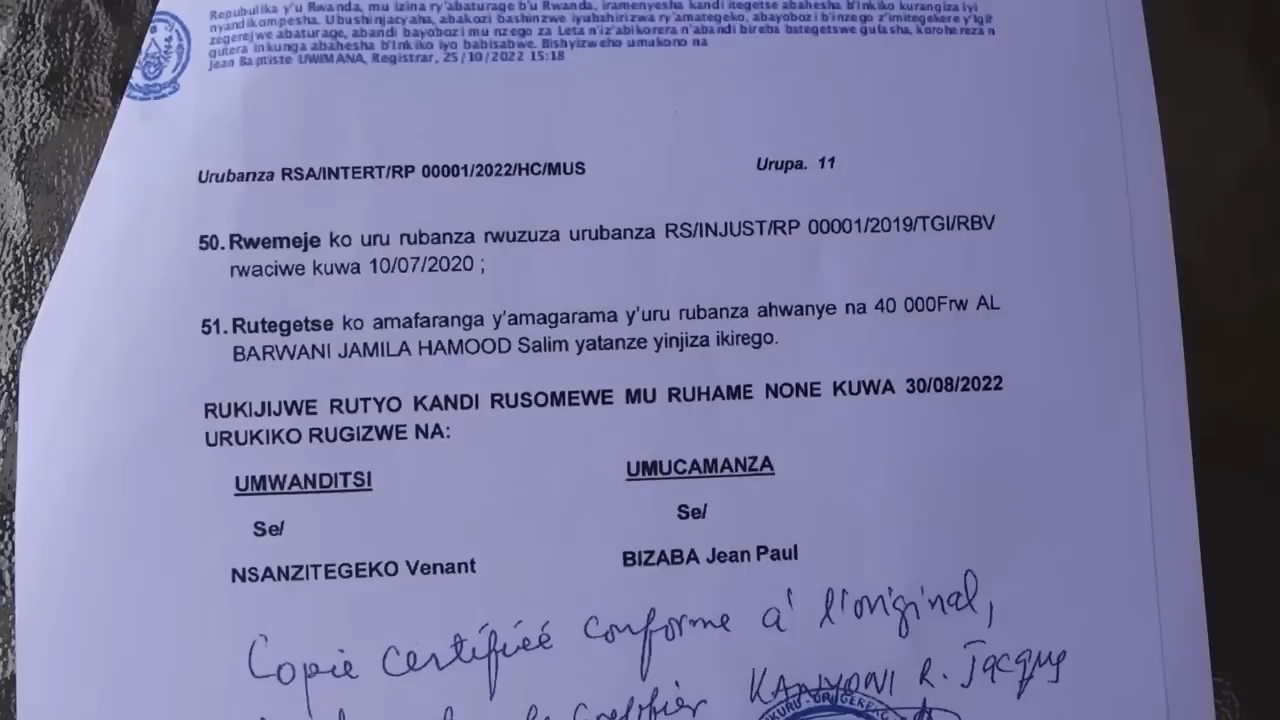 Repubulika y'u Rwanda, mu izina ry'abaturage b'u Rwanda, iramenyesha kandi itegetse abahesha b'Inkiko kurangiza iyi
nyandikompesha. Ubushinjacyaha, abakozi bashinzwe iyubahirizwa ry'amategeko, abayobozi b'inzego z'imitegekere y'Igit
zegerejwe abaturage, abandi bayobozi mu nzego za Leta n'iz'abikorera n'abandi bireba bategetswe gufasha, korohereza n
gutera inkunga abahesha b'Inkiko iyo babisabwe. Bishyizweho umukono na
Jean Baptiste UWIMANA, Registrar, 25/10/2022 15:18
Urubanza RSA/INTERT/RP 00001/2022/HC/MUS Urupa. 11
50. Rwemeje ko uru rubanza rwuzuza urubanza RS/INJUST/RP 00001/2019/TGI/RBV
rwaciwe kuwa 10/07/2020 ;
51. Rutegetse ko amafaranga y'amagarama y'uru rubanza ahwanye na 40 000Frw AL
BARWANI JAMILA HAMOOD Salim yatanze yinjiza ikirego.
RUKIJIJWE RUTYO KANDI RUSOMEWE MU RUHAME NONE KUWA 30/08/2022
URUKIKO RUGIZWE NA:
UMWANDITSI UMUCAMANZA
Se/ Se/
NSANZITEGEKO Venant BIZABA Jean Paul
Copie certifiéé conforme à l'original,
Greffier KANYONI R. Jacques